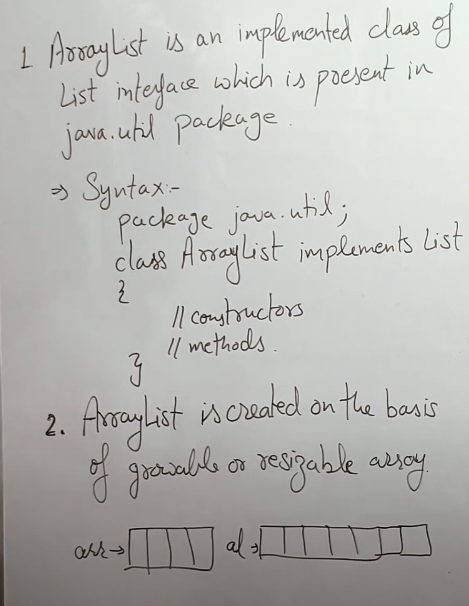 1 ArrayList is an implemented class of
List interface which is present in
java.util package.
⇒ Syntax:-
package java.util;
class ArrayList implements List
{
// constructors
// methods.
}
2. ArrayList is created on the basis
of growable or resizable array.
arr→ al→